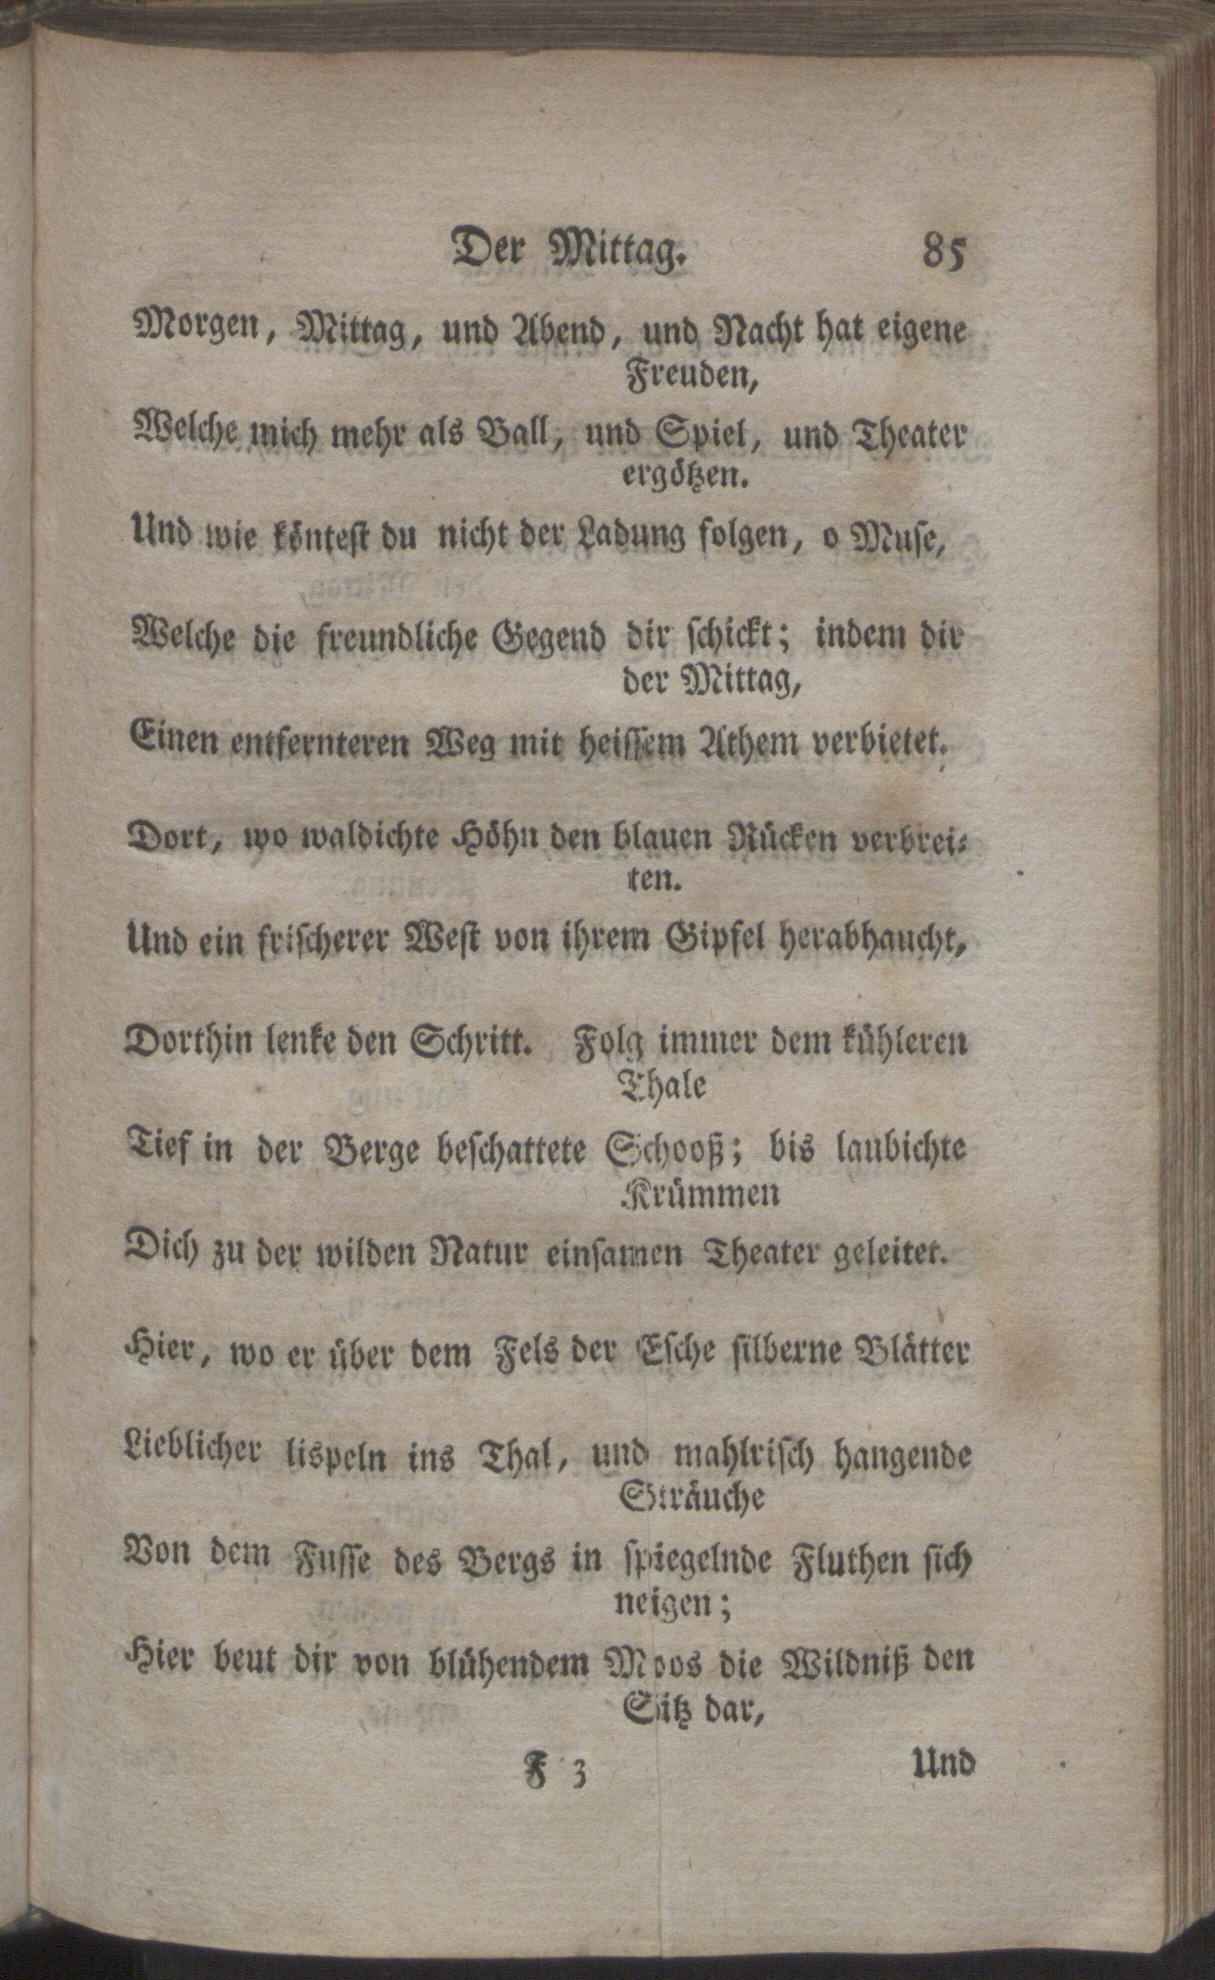 Der Mittag. 85
Morgen, Mittag, und Abend, und Nacht hat eigene
Freuden,
Welche mich mehr als Ball, und Spiel, und Theater
ergötzen.
Und wie köntest du nicht der Ladung folgen, o Muse,
Welche die freundliche Gegend dir schickt; indem dir
der Mittag,
Einen entfernteren Weg mit heissem Athem verbietet.
Dort, wo waldichte Höhn den blauen Rücken verbrei-
ten.
Und ein frischerer West von ihrem Gipfel herabhaucht,
Dorthin lenke den Schritt. Folg immer dem kühleren
Thale
Tief in der Berge beschattete Schooß; bis laubichte
Krümmen
Dich zu der wilden Natur einsamen Theater geleitet.
Hier, wo er über dem Fels der Esche silberne Blätter
Lieblicher lispeln ins Thal, und mahlrisch hangende
Sträuche
Von dem Fusse des Bergs in spiegelnde Fluthen sich
neigen;
Hier beut dir von blühendem Moos die Wildniß den
Sitz dar,
F 3 Und